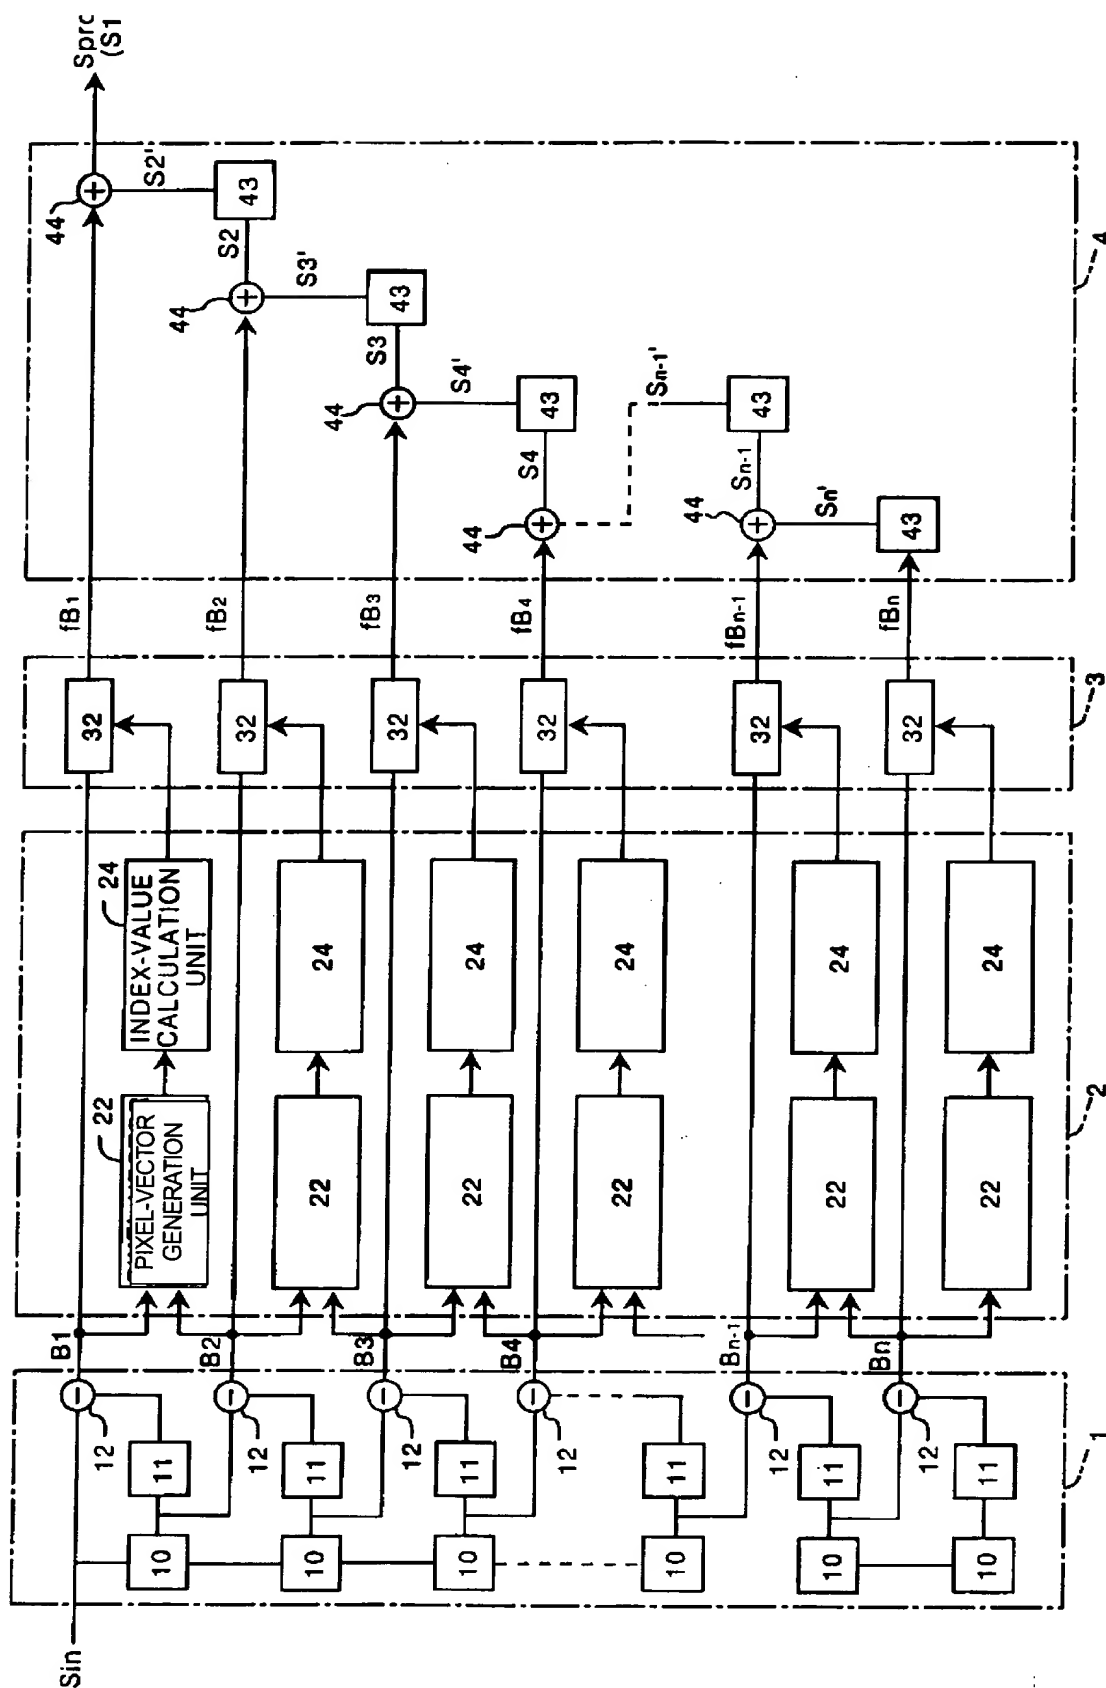 Sin
10
10
10
10
10
10
11
11
11
11
11
11
12
12
12
12
12
12
−
−
−
−
−
−
1
B1
B2
B3
B4
Bn-1
Bn
22
PIXEL-VECTOR
GENERATION
UNIT
22
22
22
22
22
24
INDEX-VALUE
CALCULATION
UNIT
24
24
24
24
24
2
32
32
32
32
32
32
3
fB1
fB2
fB3
fB4
fBn-1
fBn
44
+
S2'
43
S2
44
+
S3'
43
S3
44
+
S4'
43
S4
44
+
Sn-1'
43
Sn-1
44
+
Sn'
43
4
Sprc
(S1